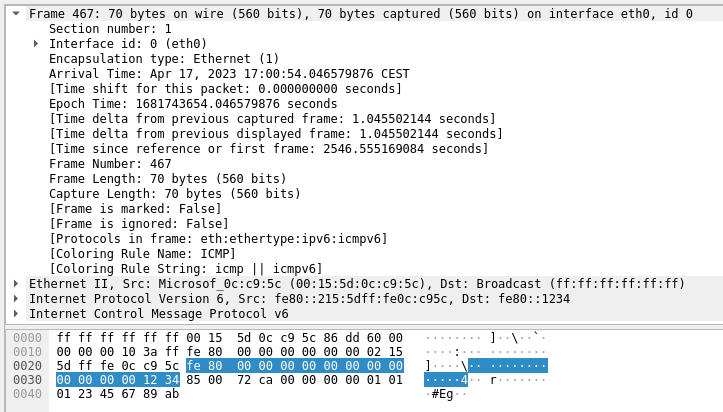 Frame 467: 70 bytes on wire (560 bits), 70 bytes captured (560 bits) on interface eth0, id 0
Section number: 1
Interface id: 0 (eth0)
Encapsulation type: Ethernet (1)
Arrival Time: Apr 17, 2023 17:00:54.046579876 CEST
[Time shift for this packet: 0.000000000 seconds]
Epoch Time: 1681743654.046579876 seconds
[Time delta from previous captured frame: 1.045502144 seconds]
[Time delta from previous displayed frame: 1.045502144 seconds]
[Time since reference or first frame: 2546.555169084 seconds]
Frame Number: 467
Frame Length: 70 bytes (560 bits)
Capture Length: 70 bytes (560 bits)
[Frame is marked: False]
[Frame is ignored: False]
[Protocols in frame: eth:ethertype:ipv6:icmpv6]
[Coloring Rule Name: ICMP]
[Coloring Rule String: icmp || icmpv6]
Ethernet II, Src: Microsof_0c:c9:5c (00:15:5d:0c:c9:5c), Dst: Broadcast (ff:ff:ff:ff:ff:ff)
Internet Protocol Version 6, Src: fe80::215:5dff:fe0c:c95c, Dst: fe80::1234
Internet Control Message Protocol v6
0000 ff ff ff ff ff ff 00 15 5d 0c c9 5c 86 dd 60 00 ········ ]··\··`·
0010 00 00 00 10 3a ff fe 80 00 00 00 00 00 00 02 15 ····:··· ········
0020 5d ff fe 0c c9 5c fe 80 00 00 00 00 00 00 00 00 ]····\·· ········
0030 00 00 00 00 12 34 85 00 72 ca 00 00 00 00 01 01 ·····4·· r·······
0040 01 23 45 67 89 ab ·#Eg··